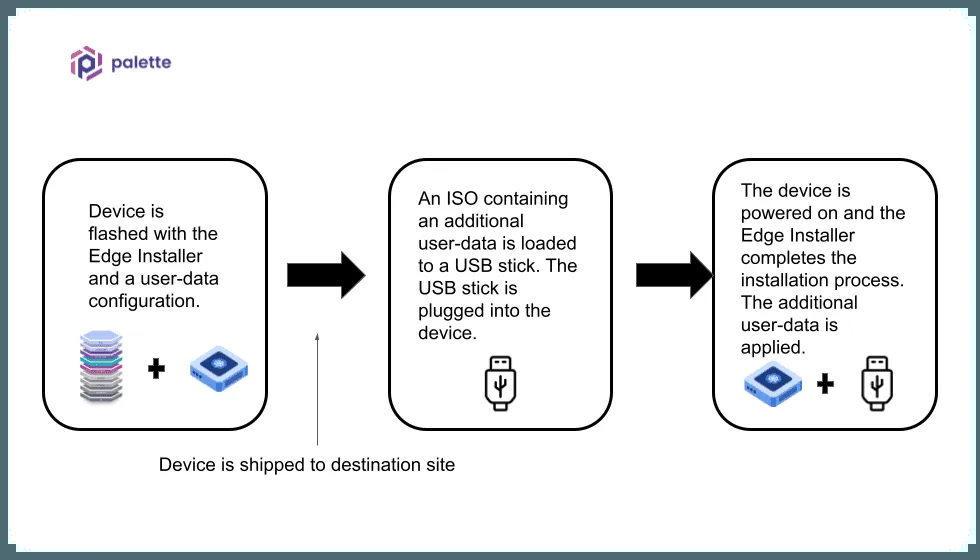 palette
Device is
flashed with the
Edge Installer
and a user-data
configuration.
An ISO containing
an additional
user-data is loaded
to a USB stick. The
USB stick is
plugged into the
device.
The device is
powered on and the
Edge Installer
completes the
installation process.
The additional
user-data is
applied.
Device is shipped to destination site